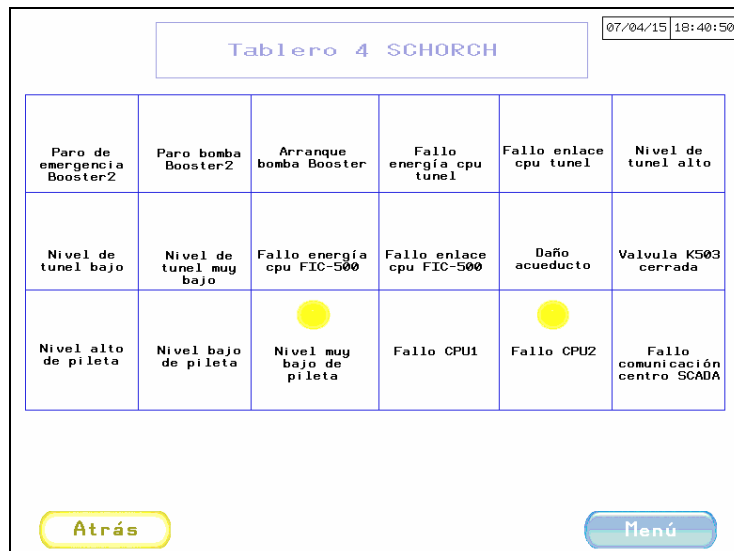 07/04/15 18:40:50
Tablero 4 SCHORCH
Paro de
emergencia
Booster2
Paro bomba
Booster2
Arranque
bomba Booster
Fallo
energía cpu
tunel
Fallo enlace
cpu tunel
Nivel de
tunel alto
Nivel de
tunel bajo
Nivel de
tunel muy
bajo
Fallo energía
cpu FIC-500
Fallo enlace
cpu FIC-500
Daño
acueducto
Valvula K503
cerrada
Nivel alto
de pileta
Nivel bajo
de pileta
Nivel muy
bajo de
pileta
Fallo CPU1
Fallo CPU2
Fallo
comunicación
centro SCADA
Atrás
Menú